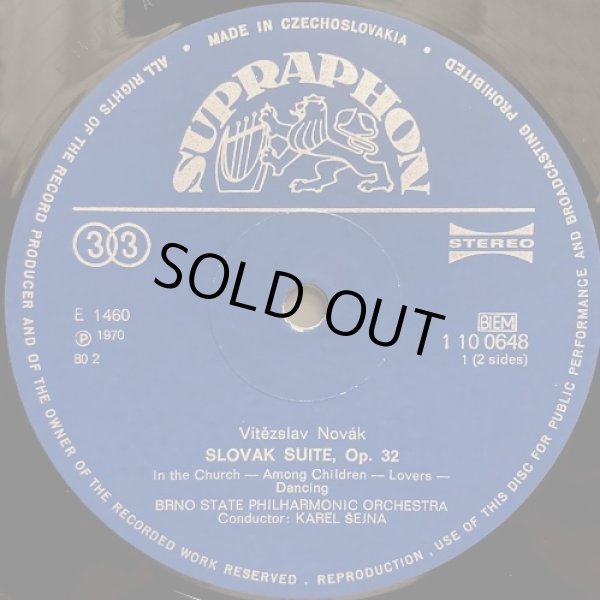 • MADE IN CZECHOSLOVAKIA •
ALL RIGHTS OF THE RECORD PRODUCER AND OF THE OWNER OF THE RECORDED WORK RESERVED . REPRODUCTION , USE OF THIS DISC FOR PUBLIC PERFORMANCE AND BROADCASTING PROHIBITED
SUPRAPHON
33
STEREO
SOLD OUT
E 1460
Ⓟ 1970
80 2
BIEM
1 10 0648
1 (2 sides)
Vítězslav Novák
SLOVAK SUITE, Op. 32
In the Church — Among Children — Lovers —
Dancing
BRNO STATE PHILHARMONIC ORCHESTRA
Conductor: KAREL ŠEJNA